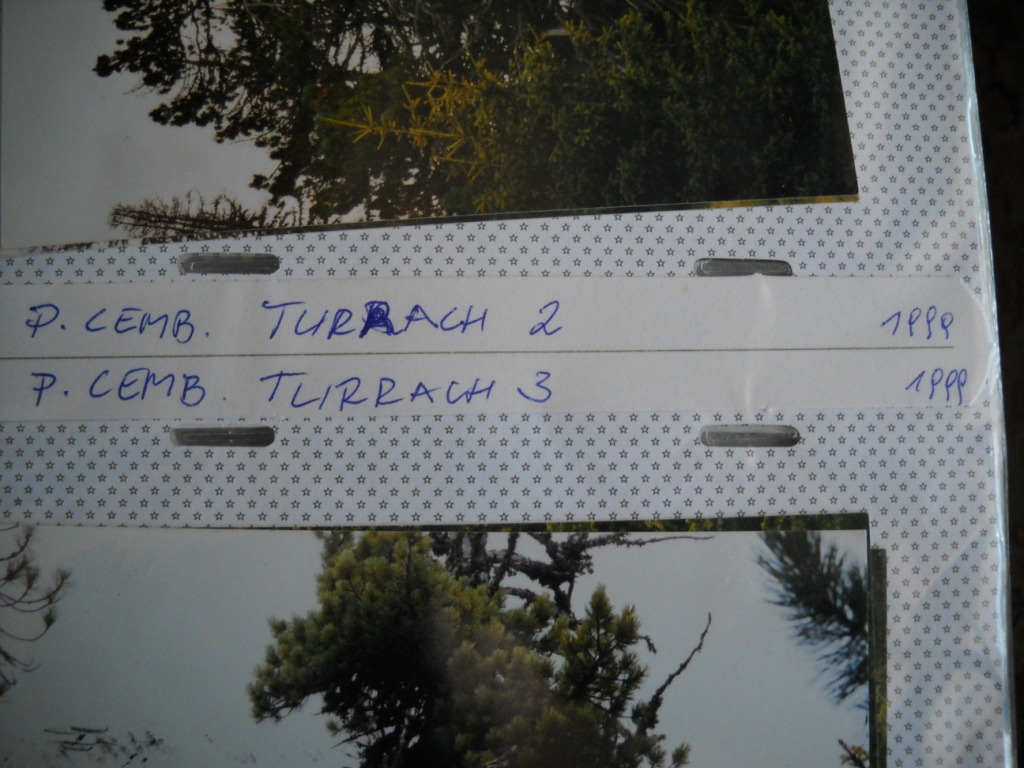 P. CEMB. TURRACH 2 1999
P. CEMB. TURRACH 3 1999